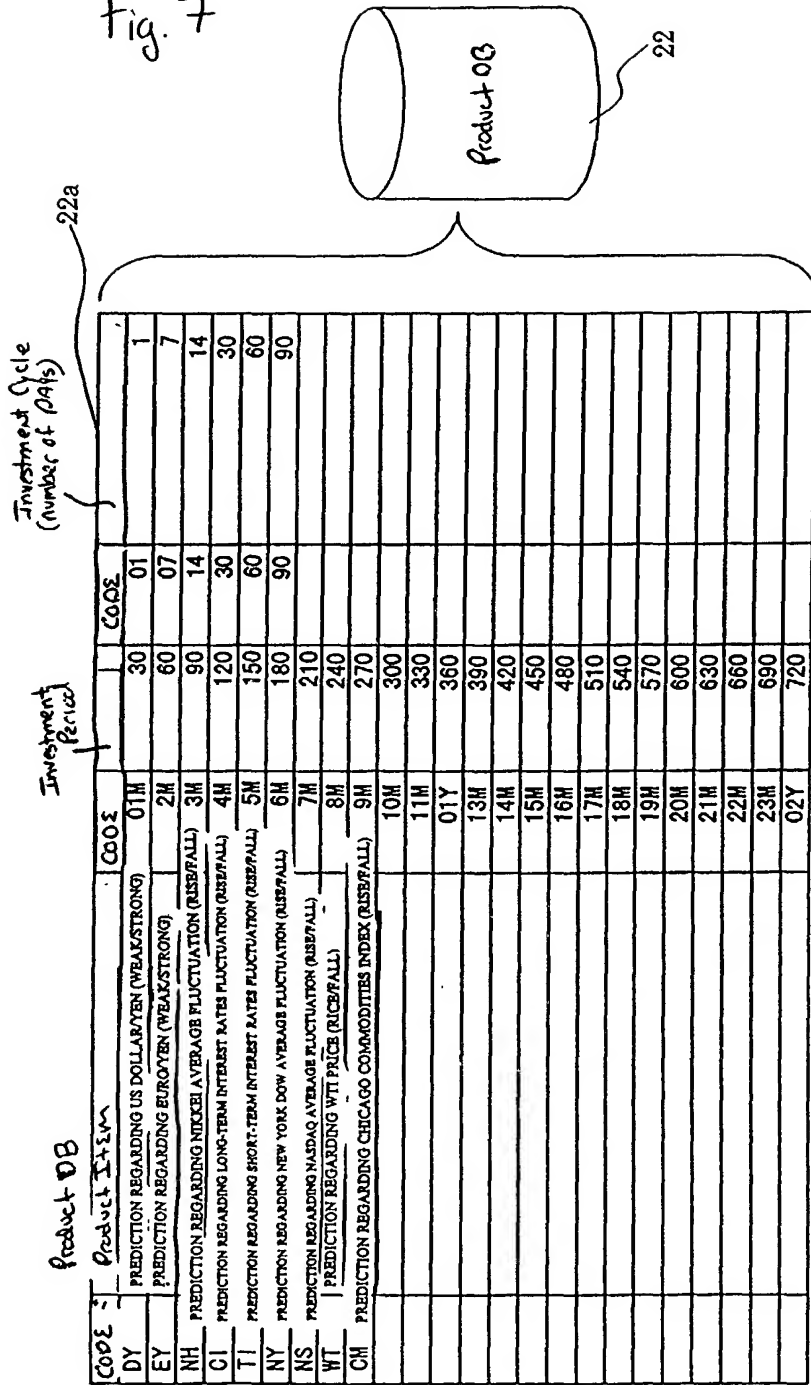 Fig. 7
Product DB
CODE : Product Item CODE Investment Period CODE Investment Cycle (number of DAYs)
22a
DY PREDICTION REGARDING US DOLLAR/YEN (WEAK/STRONG) 01M 30 01 1
EY PREDICTION REGARDING EURO/YEN (WEAK/STRONG) 2M 60 07 7
NH PREDICTION REGARDING NIKKEI AVERAGE FLUCTUATION (RISE/FALL) 3M 90 14 14
CI PREDICTION REGARDING LONG-TERM INTEREST RATES FLUCTUATION (RISE/FALL) 4M 120 30 30
TI PREDICTION REGARDING SHORT-TERM INTEREST RATES FLUCTUATION (RISE/FALL) 5M 150 60 60
NY PREDICTION REGARDING NEW YORK DOW AVERAGE FLUCTUATION (RISE/FALL) 6M 180 90 90
NS PREDICTION REGARDING NASDAQ AVERAGE FLUCTUATION (RISE/FALL) 7M 210
WT PREDICTION REGARDING WTI PRICE (RICE/FALL) 8M 240
CM PREDICTION REGARDING CHICAGO COMMODITIES INDEX (RISE/FALL) 9M 270
10M 300
11M 330
01Y 360
13M 390
14M 420
15M 450
16M 480
17M 510
18M 540
19M 570
20M 600
21M 630
22M 660
23M 690
02Y 720
Product DB
22